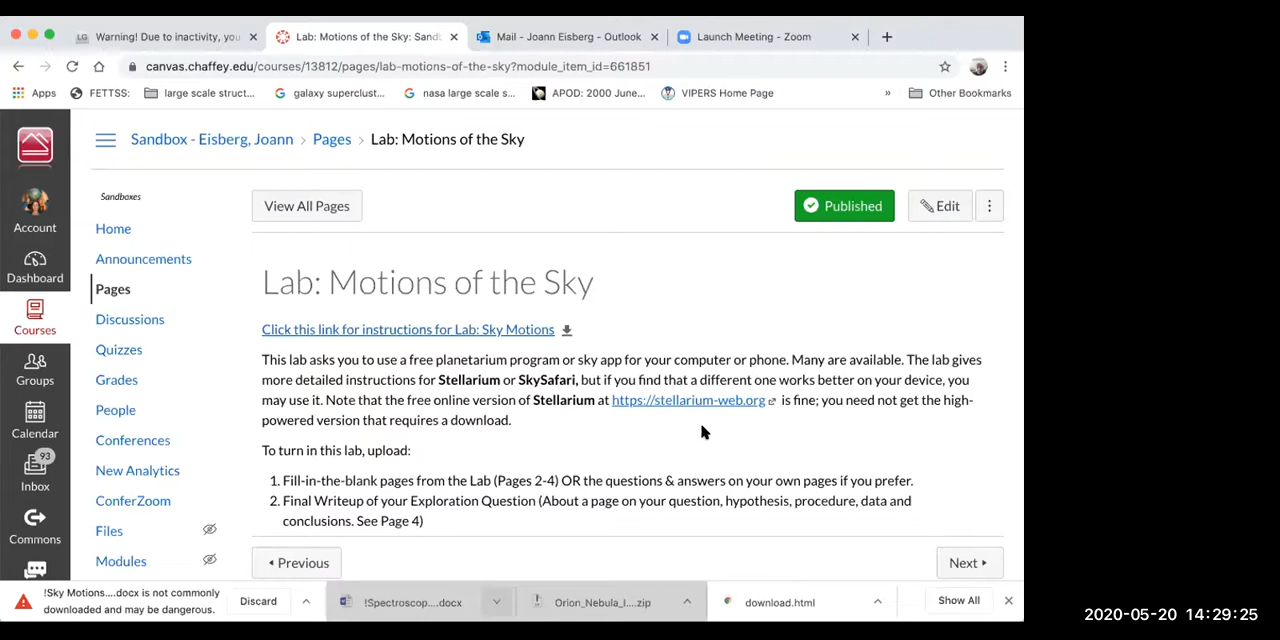 LG Warning! Due to inactivity, you
Lab: Motions of the Sky: Sandb
Mail - Joann Eisberg - Outlook
Launch Meeting - Zoom
canvas.chaffey.edu/courses/13812/pages/lab-motions-of-the-sky?module_item_id=661851
Apps
FETTSS:
large scale struct...
galaxy superclust...
nasa large scale s...
APOD: 2000 June...
VIPERS Home Page
»
Other Bookmarks
Sandbox - Eisberg, Joann > Pages > Lab: Motions of the Sky
Account
Dashboard
Courses
Groups
Calendar
93
Inbox
Commons
Sandboxes
Home
Announcements
Pages
Discussions
Quizzes
Grades
People
Conferences
New Analytics
ConferZoom
Files
Modules
View All Pages
Published
Edit
Lab: Motions of the Sky
Click this link for instructions for Lab: Sky Motions
This lab asks you to use a free planetarium program or sky app for your computer or phone. Many are available. The lab gives
more detailed instructions for Stellarium or SkySafari, but if you find that a different one works better on your device, you
may use it. Note that the free online version of Stellarium at https://stellarium-web.org is fine; you need not get the high-
powered version that requires a download.
To turn in this lab, upload:
1. Fill-in-the-blank pages from the Lab (Pages 2-4) OR the questions & answers on your own pages if you prefer.
2. Final Writeup of your Exploration Question (About a page on your question, hypothesis, procedure, data and
conclusions. See Page 4)
Previous
Next
!Sky Motions....docx is not commonly
downloaded and may be dangerous.
Discard
!Spectroscop....docx
Orion_Nebula_I....zip
download.html
Show All
2020-05-20 14:29:25